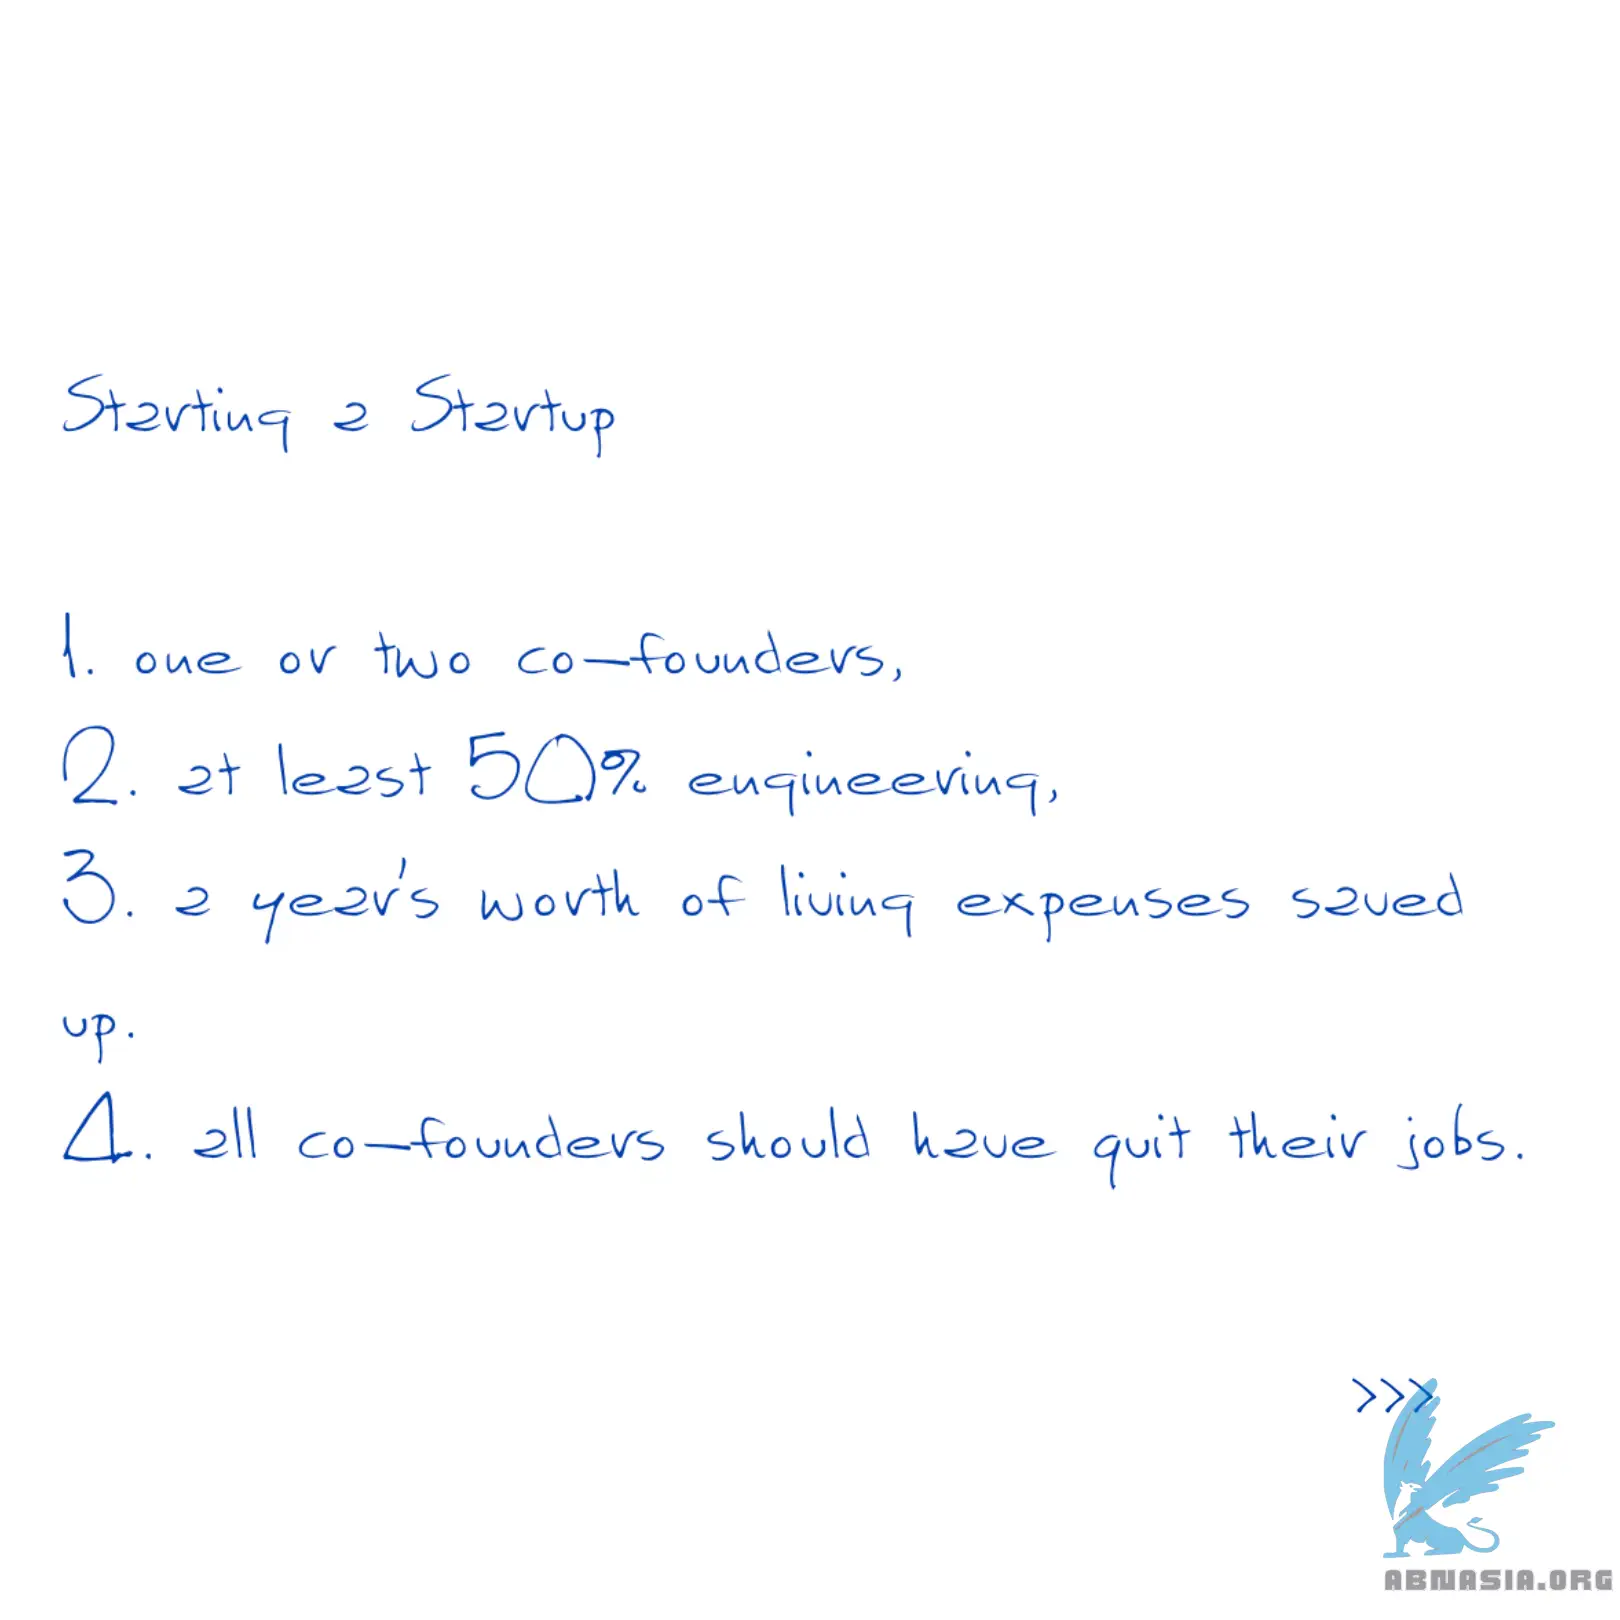 Starting a Startup
1. one or two co-founders,
2. at least 50% engineering,
3. a year's worth of living expenses saved
up.
4. all co-founders should have quit their jobs.
>>>
ABNASIA.ORG